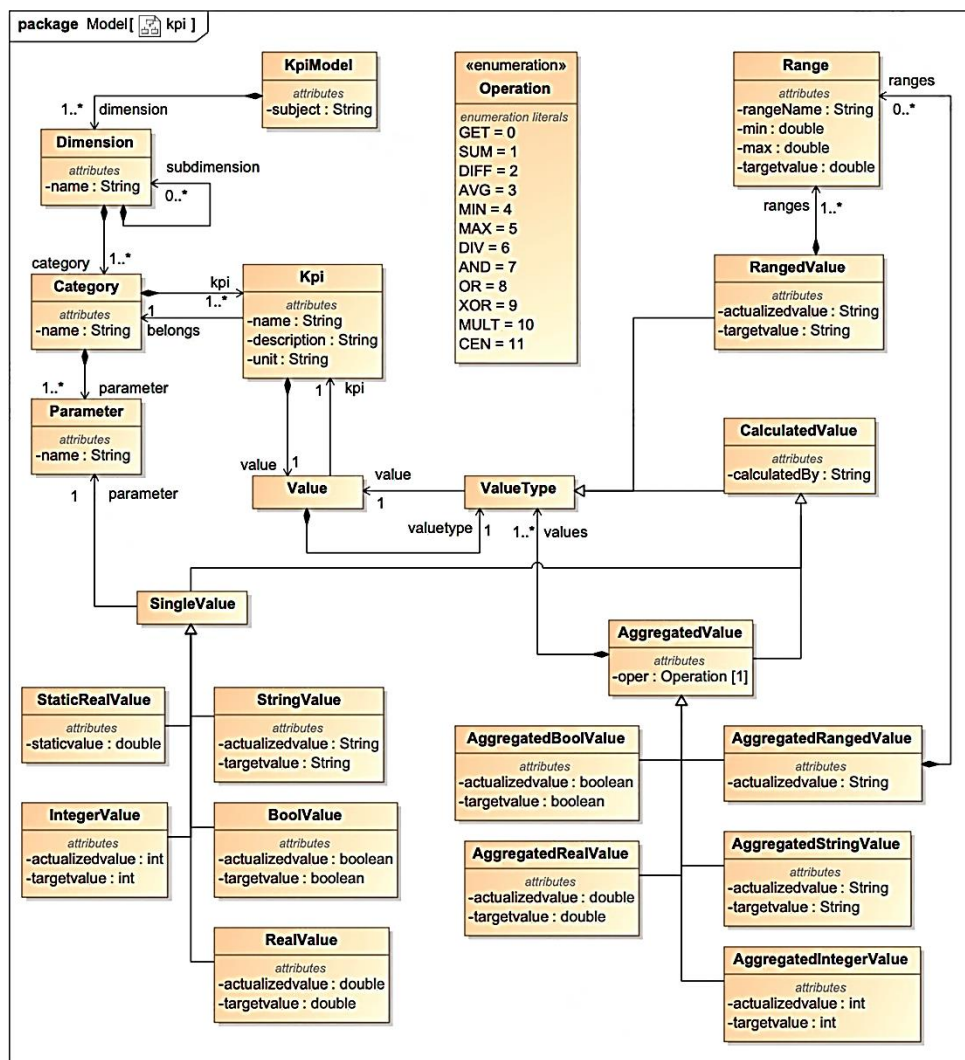 package Model[ kpi ]
KpiModel
attributes
-subject : String
1..*
dimension
Dimension
attributes
-name : String
subdimension
0..*
category
1..*
Category
attributes
-name : String
kpi
1..*
1
belongs
Kpi
attributes
-name : String
-description : String
-unit : String
1..*
parameter
Parameter
attributes
-name : String
1
parameter
1
kpi
value
1
Value
value
1
valuetype
1
ValueType
1..*
values
«enumeration»
Operation
enumeration literals
GET = 0
SUM = 1
DIFF = 2
AVG = 3
MIN = 4
MAX = 5
DIV = 6
AND = 7
OR = 8
XOR = 9
MULT = 10
CEN = 11
Range
attributes
-rangeName : String
-min : double
-max : double
-targetvalue : double
ranges
0..*
ranges
1..*
RangedValue
attributes
-actualizedvalue : String
-targetvalue : String
CalculatedValue
attributes
-calculatedBy : String
SingleValue
AggregatedValue
attributes
-oper : Operation [1]
StaticRealValue
attributes
-staticvalue : double
StringValue
attributes
-actualizedvalue : String
-targetvalue : String
IntegerValue
attributes
-actualizedvalue : int
-targetvalue : int
BoolValue
attributes
-actualizedvalue : boolean
-targetvalue : boolean
RealValue
attributes
-actualizedvalue : double
-targetvalue : double
AggregatedBoolValue
attributes
-actualizedvalue : boolean
-targetvalue : boolean
AggregatedRangedValue
attributes
-actualizedvalue : String
AggregatedRealValue
attributes
-actualizedvalue : double
-targetvalue : double
AggregatedStringValue
attributes
-actualizedvalue : String
-targetvalue : String
AggregatedIntegerValue
attributes
-actualizedvalue : int
-targetvalue : int